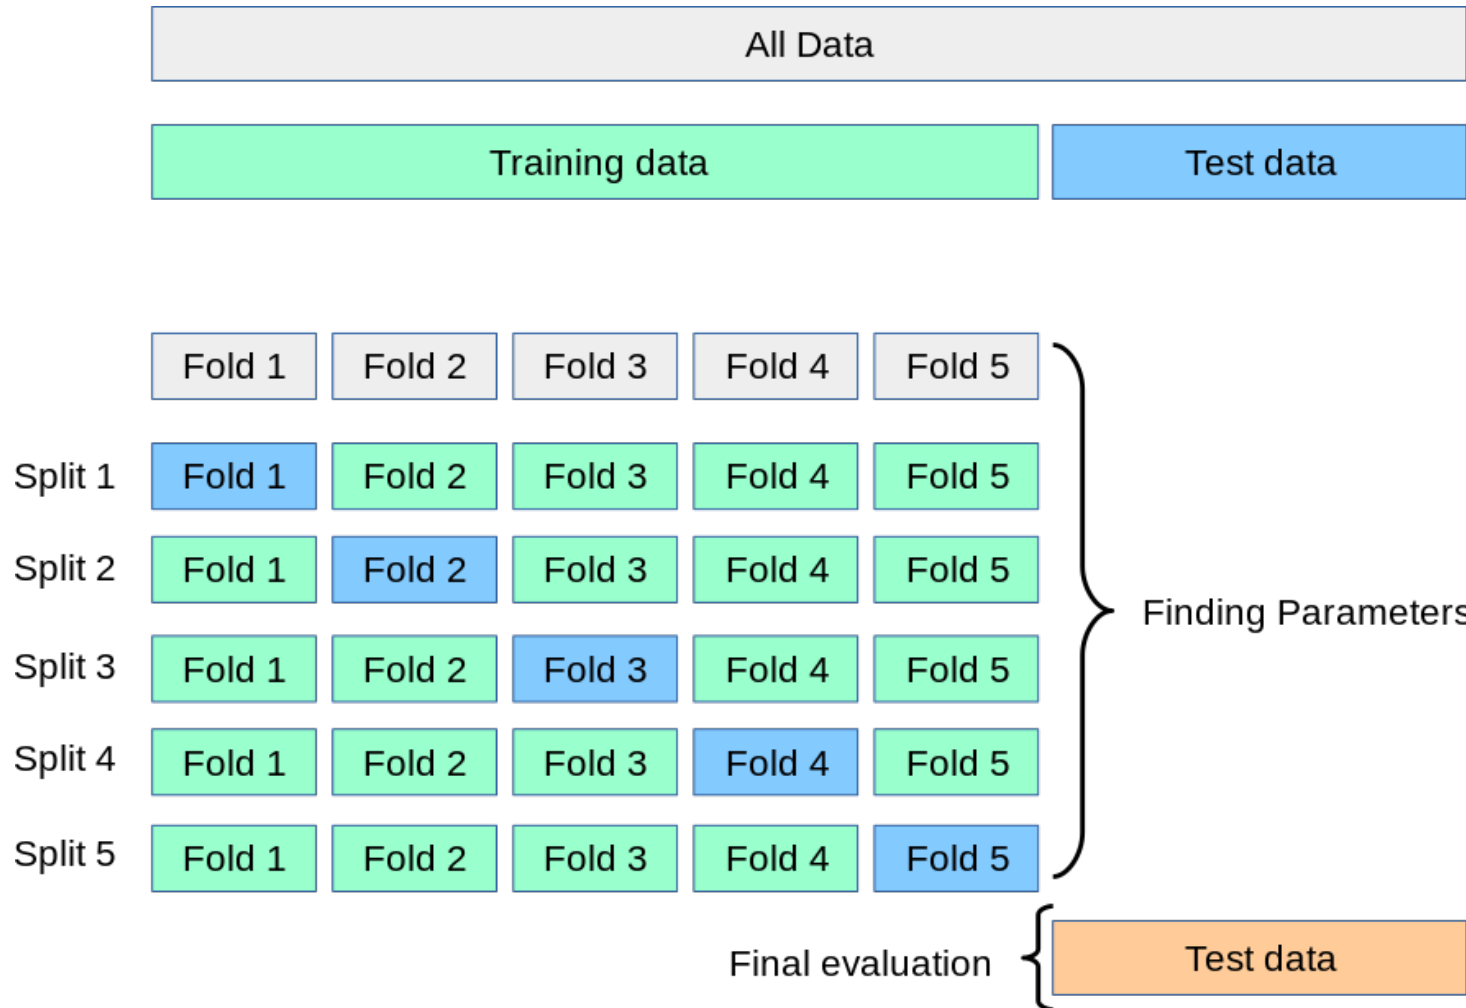 All Data
Training data Test data
Fold 1 Fold 2 Fold 3 Fold 4 Fold 5
Split 1 Fold 1 Fold 2 Fold 3 Fold 4 Fold 5
Split 2 Fold 1 Fold 2 Fold 3 Fold 4 Fold 5
Finding Parameters
Split 3 Fold 1 Fold 2 Fold 3 Fold 4 Fold 5
Split 4 Fold 1 Fold 2 Fold 3 Fold 4 Fold 5
Split 5 Fold 1 Fold 2 Fold 3 Fold 4 Fold 5
Final evaluation Test data